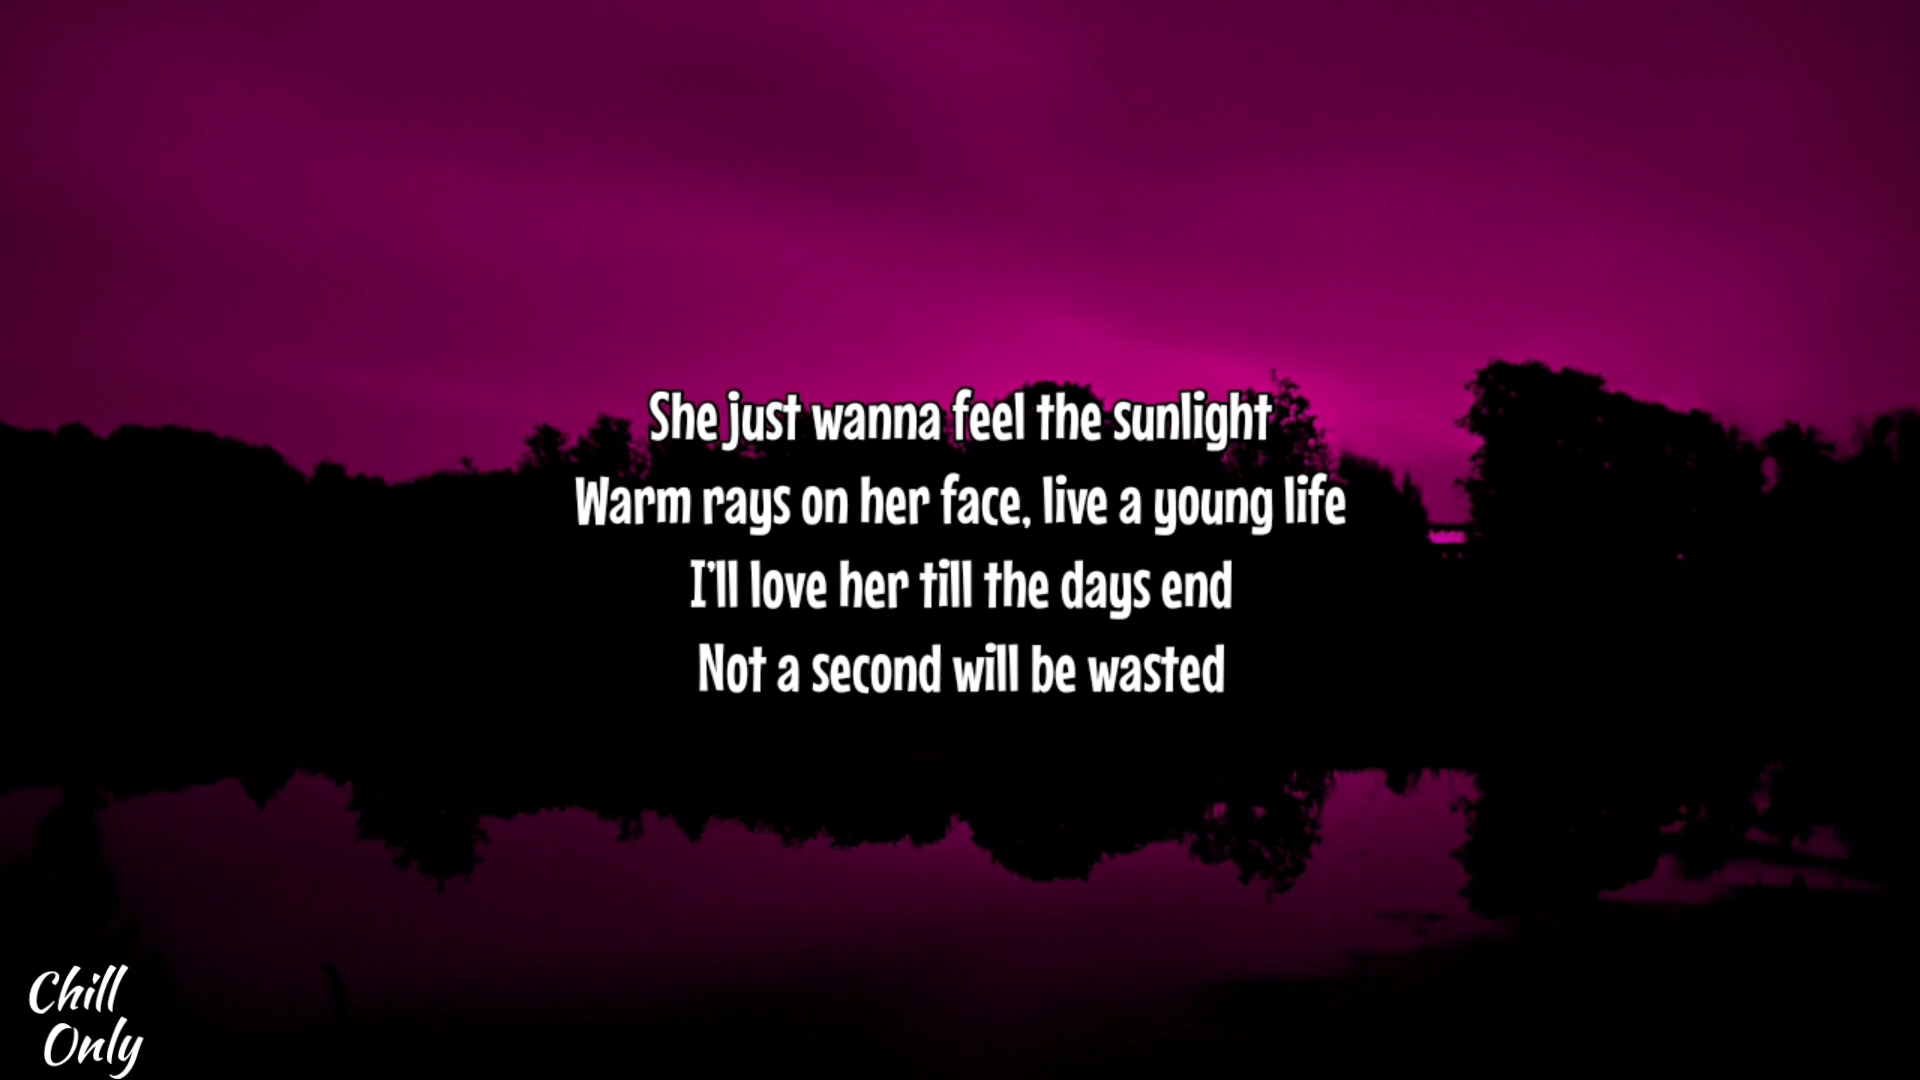 She just wanna feel the sunlight
Warm rays on her face, live a young life
I'll love her till the days end
Not a second will be wasted
Chill
Only